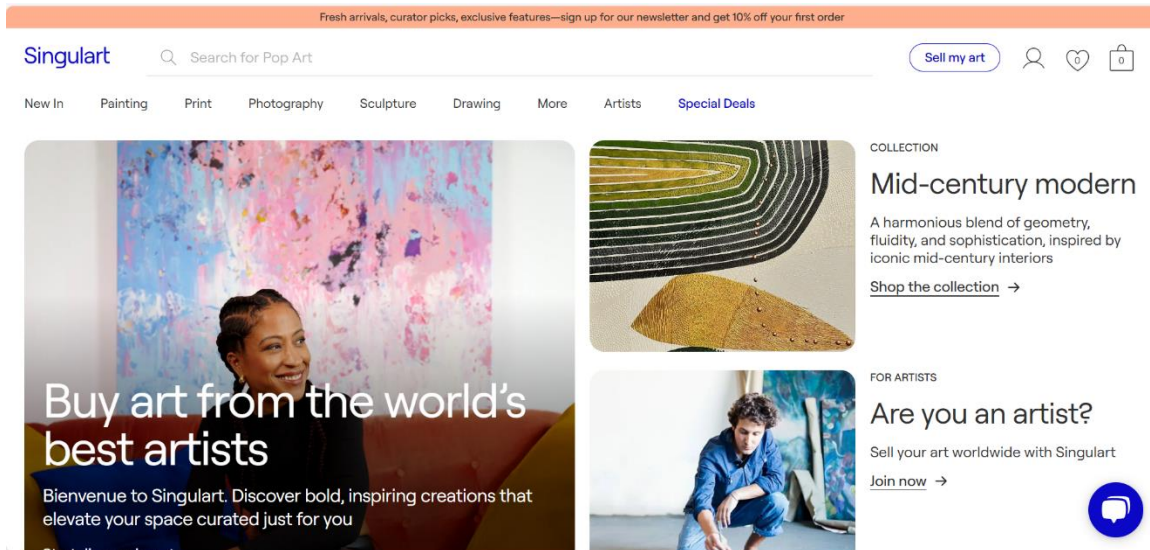 Fresh arrivals, curator picks, exclusive features—sign up for our newsletter and get 10% off your first order
Singulart
Search for Pop Art
Sell my art
0
0
New In Painting Print Photography Sculpture Drawing More Artists Special Deals
Buy art from the world's
best artists
Bienvenue to Singulart. Discover bold, inspiring creations that
elevate your space curated just for you
COLLECTION
Mid-century modern
A harmonious blend of geometry,
fluidity, and sophistication, inspired by
iconic mid-century interiors
Shop the collection →
FOR ARTISTS
Are you an artist?
Sell your art worldwide with Singulart
Join now →